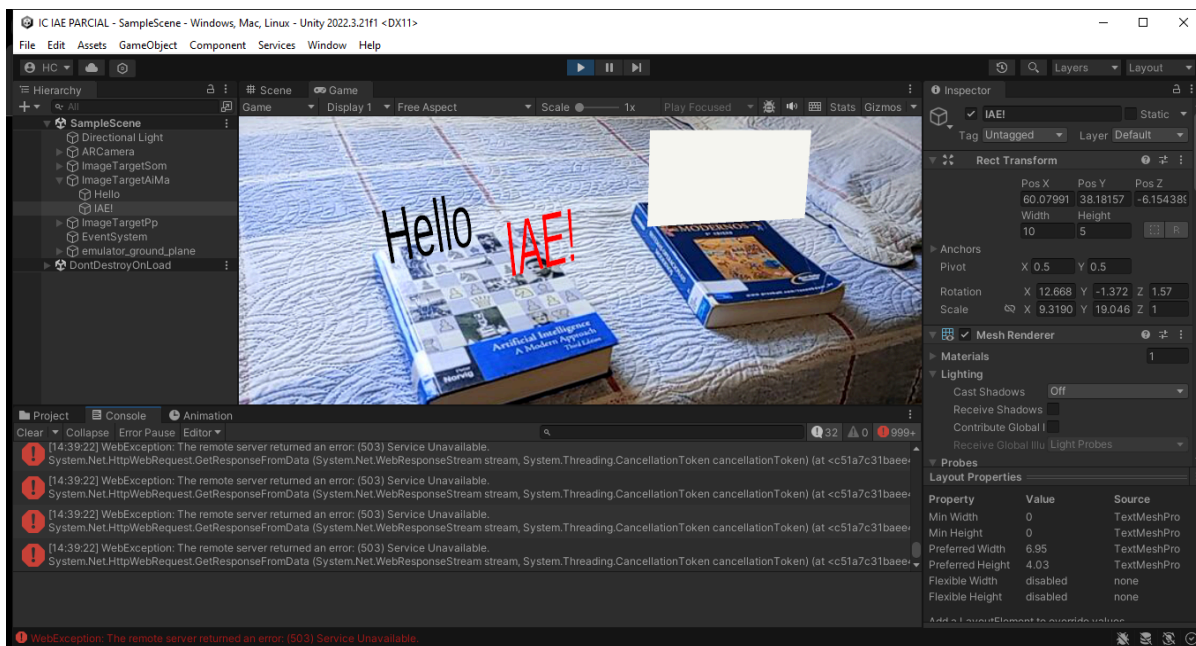 IC IAE PARCIAL - SampleScene - Windows, Mac, Linux - Unity 2022.3.21f1 <DX11>
File Edit Assets GameObject Component Services Window Help
HC Layers Layout
Hierarchy
All
SampleScene
Directional Light
ARCamera
ImageTargetSom
ImageTargetAiMa
Hello
IAE!
ImageTargetPp
EventSystem
emulator_ground_plane
DontDestroyOnLoad
Scene Game
Game Display 1 Free Aspect Scale 1x Play Focused Stats Gizmos
Hello
IAE!
Artificial Intelligence
A Modern Approach
Third Edition
Norvig
MODERNOS
Inspector
IAE! Static
Tag Untagged Layer Default
Rect Transform
Pos X Pos Y Pos Z
60.07991 38.18157 -6.154389
Width Height
10 5
R
Anchors
Pivot X 0.5 Y 0.5
Rotation X 12.668 Y -1.372 Z 1.57
Scale X 9.3190 Y 19.046 Z 1
Mesh Renderer
Materials 1
Lighting
Cast Shadows Off
Receive Shadows
Contribute Global I
Receive Global Illu Light Probes
Probes
Layout Properties
Property Value Source
Min Width 0 TextMeshPro
Min Height 0 TextMeshPro
Preferred Width 6.95 TextMeshPro
Preferred Height 4.03 TextMeshPro
Flexible Width disabled none
Flexible Height disabled none
Add a LayoutElement to override values
Project Console Animation
Clear Collapse Error Pause Editor 32 0 999+
[14:39:22] WebException: The remote server returned an error: (503) Service Unavailable.
System.Net.HttpWebRequest.GetResponseFromData (System.Net.WebResponseStream stream, System.Threading.CancellationToken cancellationToken) (at <c51a7c31baee
[14:39:22] WebException: The remote server returned an error: (503) Service Unavailable.
System.Net.HttpWebRequest.GetResponseFromData (System.Net.WebResponseStream stream, System.Threading.CancellationToken cancellationToken) (at <c51a7c31baee
[14:39:22] WebException: The remote server returned an error: (503) Service Unavailable.
System.Net.HttpWebRequest.GetResponseFromData (System.Net.WebResponseStream stream, System.Threading.CancellationToken cancellationToken) (at <c51a7c31baee
[14:39:22] WebException: The remote server returned an error: (503) Service Unavailable.
System.Net.HttpWebRequest.GetResponseFromData (System.Net.WebResponseStream stream, System.Threading.CancellationToken cancellationToken) (at <c51a7c31baee
WebException: The remote server returned an error: (503) Service Unavailable.